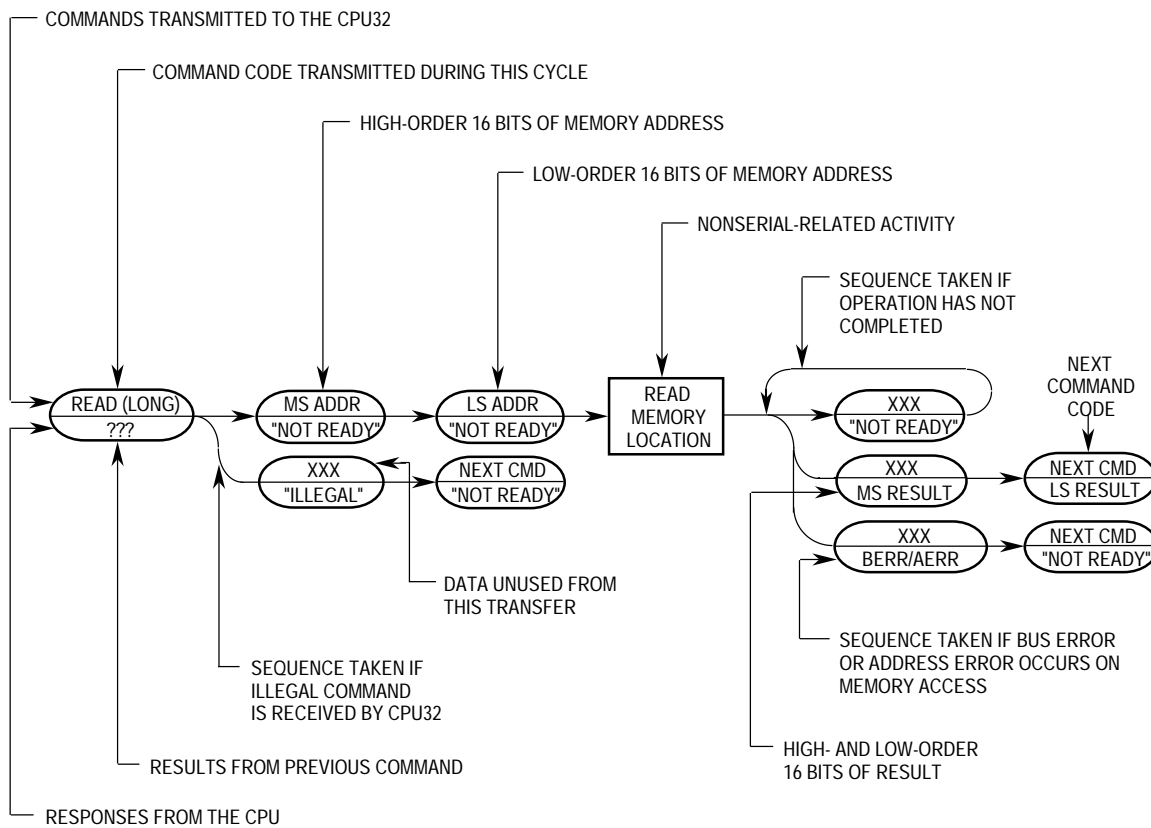 COMMANDS TRANSMITTED TO THE CPU32
COMMAND CODE TRANSMITTED DURING THIS CYCLE
HIGH-ORDER 16 BITS OF MEMORY ADDRESS
LOW-ORDER 16 BITS OF MEMORY ADDRESS
NONSERIAL-RELATED ACTIVITY
SEQUENCE TAKEN IF
OPERATION HAS NOT
COMPLETED
NEXT
COMMAND
CODE
READ (LONG)
???
MS ADDR
"NOT READY"
LS ADDR
"NOT READY"
READ
MEMORY
LOCATION
XXX
"NOT READY"
XXX
"ILLEGAL"
NEXT CMD
"NOT READY"
XXX
MS RESULT
NEXT CMD
LS RESULT
XXX
BERR/AERR
NEXT CMD
"NOT READY"
DATA UNUSED FROM
THIS TRANSFER
SEQUENCE TAKEN IF BUS ERROR
OR ADDRESS ERROR OCCURS ON
MEMORY ACCESS
SEQUENCE TAKEN IF
ILLEGAL COMMAND
IS RECEIVED BY CPU32
HIGH- AND LOW-ORDER
16 BITS OF RESULT
RESULTS FROM PREVIOUS COMMAND
RESPONSES FROM THE CPU